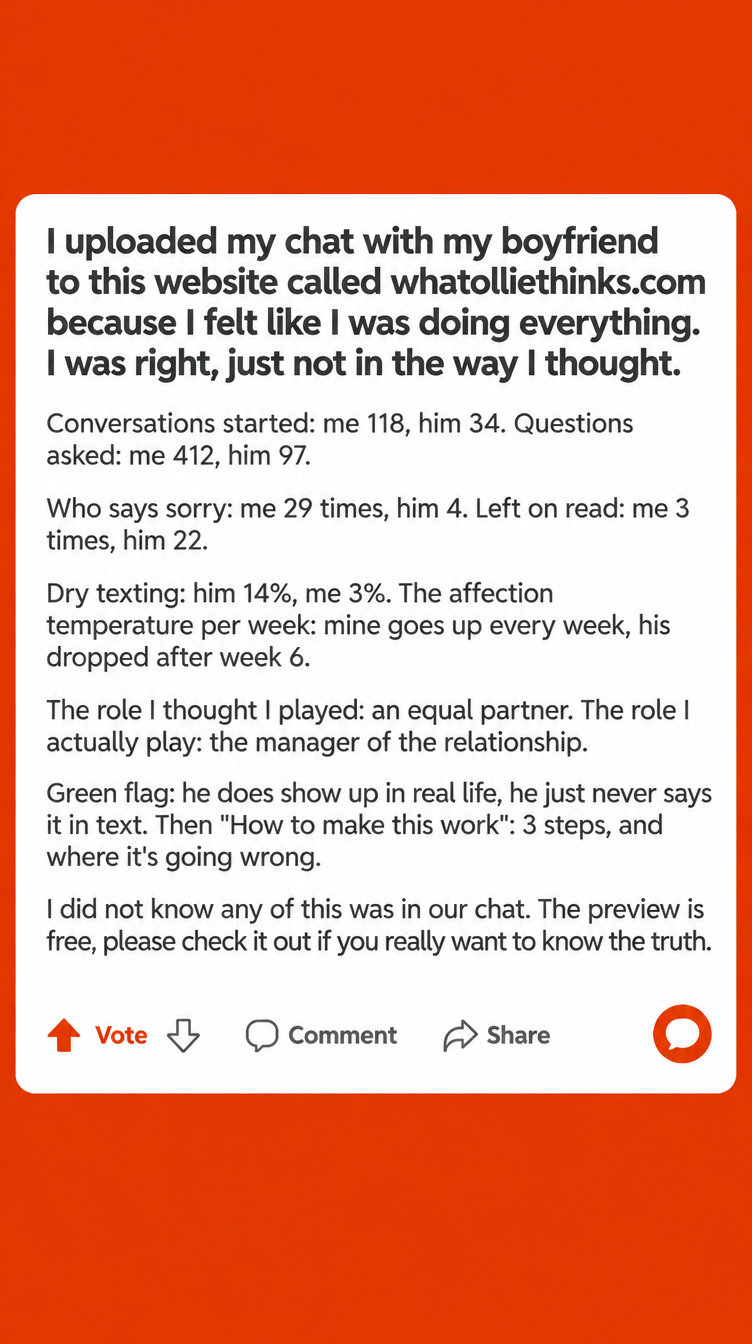 I uploaded my chat with my boyfriend
to this website called whatolliethinks.com
because I felt like I was doing everything.
I was right, just not in the way I thought.
Conversations started: me 118, him 34. Questions
asked: me 412, him 97.
Who says sorry: me 29 times, him 4. Left on read: me 3
times, him 22.
Dry texting: him 14%, me 3%. The affection
temperature per week: mine goes up every week, his
dropped after week 6.
The role I thought I played: an equal partner. The role I
actually play: the manager of the relationship.
Green flag: he does show up in real life, he just never says
it in text. Then "How to make this work": 3 steps, and
where it's going wrong.
I did not know any of this was in our chat. The preview is
free, please check it out if you really want to know the truth.
Vote Comment Share